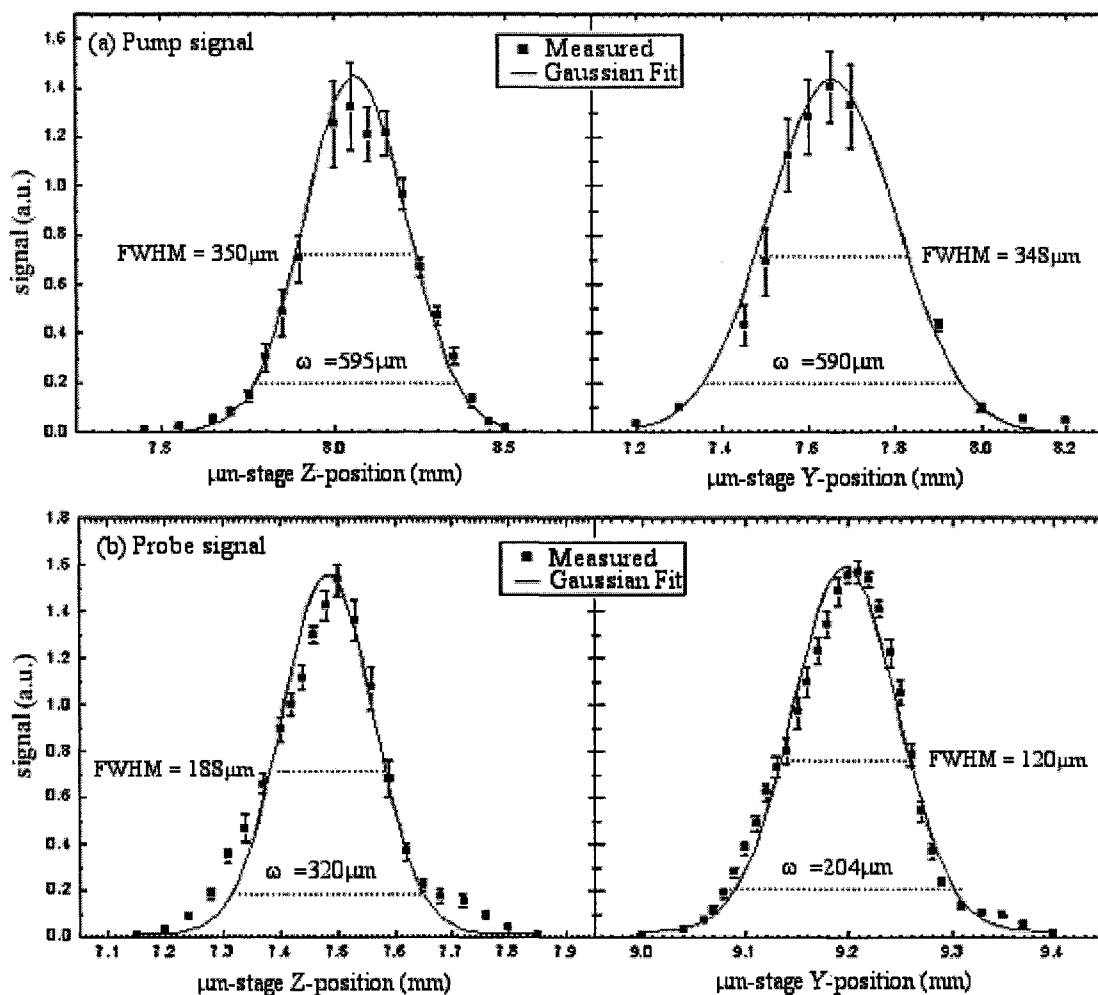 (a) Pump signal
Measured
Gaussian Fit
signal (a.u.)
1.6
1.4
1.2
1.0
0.8
0.6
0.4
0.2
0.0
FWHM = 350μm
ω =595μm
FWHM = 348μm
ω =590μm
7.5 8.0 8.5
μm-stage Z-position (mm)
7.2 7.4 7.6 7.8 8.0 8.2
μm-stage Y-position (mm)
(b) Probe signal
Measured
Gaussian Fit
signal (a.u.)
1.8
1.6
1.4
1.2
1.0
0.8
0.6
0.4
0.2
0.0
FWHM = 188μm
ω =320μm
FWHM = 120μm
ω =204μm
7.1 7.2 7.3 7.4 7.5 7.6 7.7 7.8 7.9
μm-stage Z-position (mm)
9.0 9.1 9.2 9.3 9.4
μm-stage Y-position (mm)